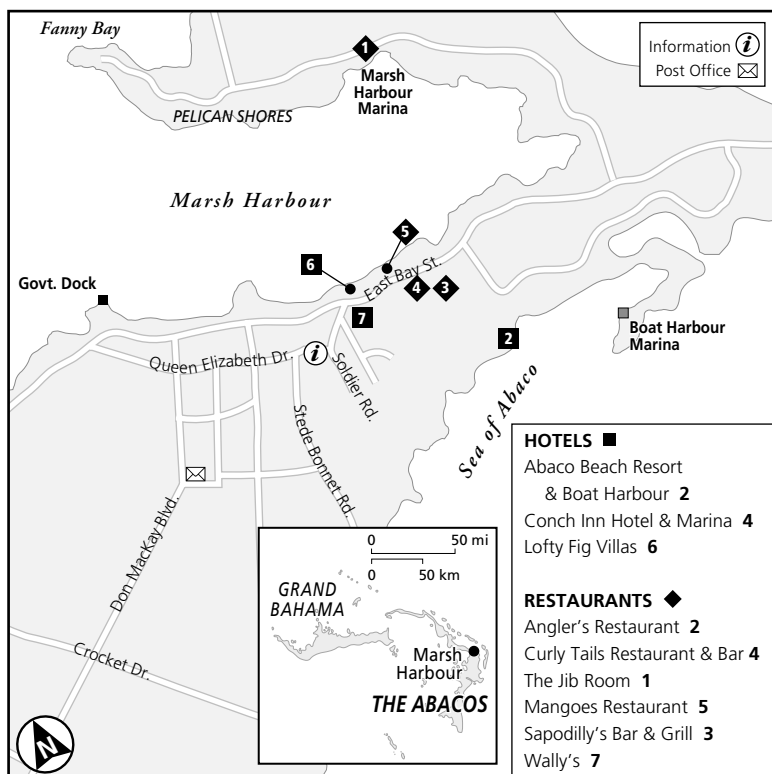 Fanny Bay
1
Marsh
Harbour
Marina
PELICAN SHORES
Information i
Post Office
Marsh Harbour
5
6
East Bay St.
Govt. Dock
4
3
7
2
Boat Harbour
Marina
Queen Elizabeth Dr.
i
Soldier Rd.
Sea of Abaco
Stede Bonnet Rd.
Don MacKay Blvd.
Crocket Dr.
N
0 50 mi
0 50 km
GRAND
BAHAMA
Marsh
Harbour
THE ABACOS
HOTELS
Abaco Beach Resort
& Boat Harbour 2
Conch Inn Hotel & Marina 4
Lofty Fig Villas 6
RESTAURANTS
Angler's Restaurant 2
Curly Tails Restaurant & Bar 4
The Jib Room 1
Mangoes Restaurant 5
Sapodilly's Bar & Grill 3
Wally's 7